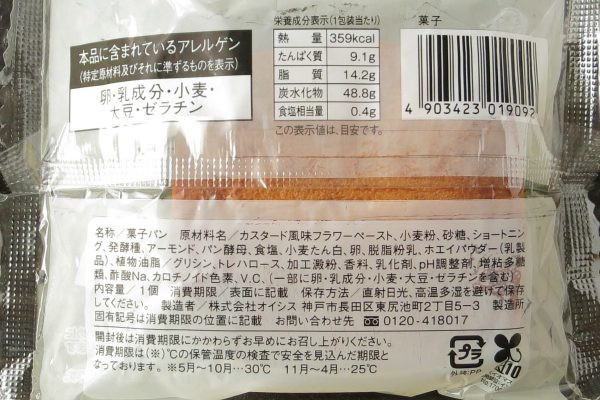 栄養成分表示(1包装当たり)
熱 量 359kcal
たんぱく質 9.1g
脂 質 14.2g
炭水化物 48.8g
食塩相当量 0.4g
この表示値は、目安です。
菓子
4 903423 019092
本品に含まれているアレルゲン
(特定原材料及びそれに準ずるものを表示)
卵・乳成分・小麦・
大豆・ゼラチン
名称/菓子パン 原材料名/カスタード風味フラワーペースト、小麦粉、砂糖、ショートニン
グ、発酵種、アーモンド、パン酵母、食塩、小麦たん白、卵、脱脂粉乳、ホエイパウダー(乳製
品)、植物油脂/グリシン、トレハロース、加工澱粉、香料、乳化剤、pH調整剤、増粘多糖
類、酢酸Na、カロチノイド色素、V.C、(一部に卵・乳成分・小麦・大豆・ゼラチンを含む)
内容量/1個 消費期限/表面に記載 保存方法/直射日光、高温多湿を避けて保存
してください。 製造者/株式会社オイシス 神戸市長田区東尻池町2丁目5-3 製造所
固有記号は消費期限の位置に記載 お問い合わせ先 0120-418017
開封後は消費期限にかかわらずお早めにお召し上がりください。
消費期限は(※)℃の保管温度の検査で安全を見込んだ期限と
なっています。 ※5月〜10月…30℃ 11月〜4月…25℃
プラ
外袋:PP
10